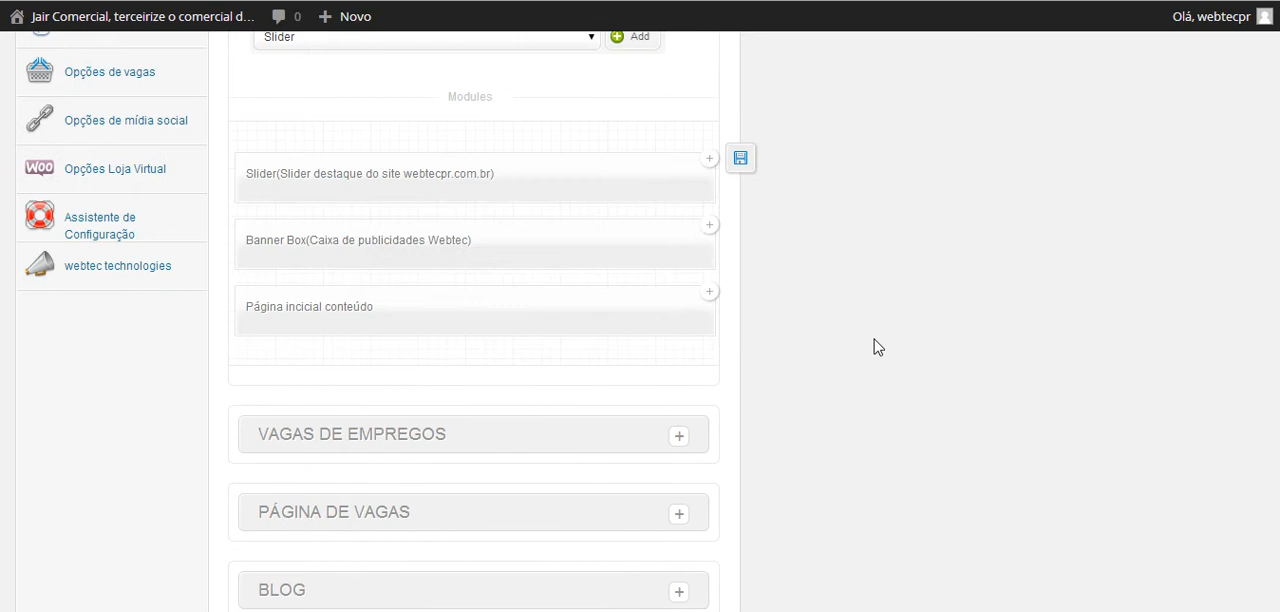 Jair Comercial, terceirize o comercial d... 0 Novo Olá, webtecpr
Slider Add
Opções de vagas
Modules
Opções de mídia social
Opções Loja Virtual
Slider(Slider destaque do site webtecpr.com.br)
Assistente de
Configuração
Banner Box(Caixa de publicidades Webtec)
webtec technologies
Página incicial conteúdo
VAGAS DE EMPREGOS
PÁGINA DE VAGAS
BLOG
WOO